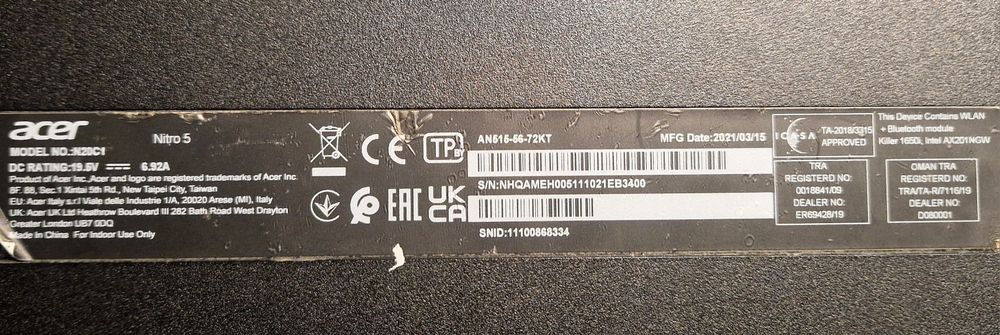 acer
Nitro 5
MODEL NO.:N20C1
DC RATING:19.5V 6.92A
Product of Acer Inc. Acer and logo are registered trademarks of Acer Inc.
8F. 88, Sec.1 Xintai 5th Rd., New Taipei City, Taiwan
EU: Acer Italy s.r.l Viale delle Industrie 1/A, 20020 Arese (MI), Italy
UK: Acer UK Ltd Heathrow Boulevard III 282 Bath Road West Drayton
Greater London UB7 0DQ
Made in China For Indoor Use Only
TP
BY
EAC
UK
CA
AN515-56-72KT
MFG Date:2021/03/15
S/N:NHQAMEH005111021EB3400
SNID:11100868334
ICASA
TA-2018/3315
APPROVED
This Device Contains WLAN
+ Bluetooth module
Killer 1650i, Intel AX201NGW
TRA
REGISTERED NO:
0018841/09
DEALER NO:
ER69428/19
OMAN TRA
REGISTERED NO:
TRA/TA-R/7116/19
DEALER NO:
D080001